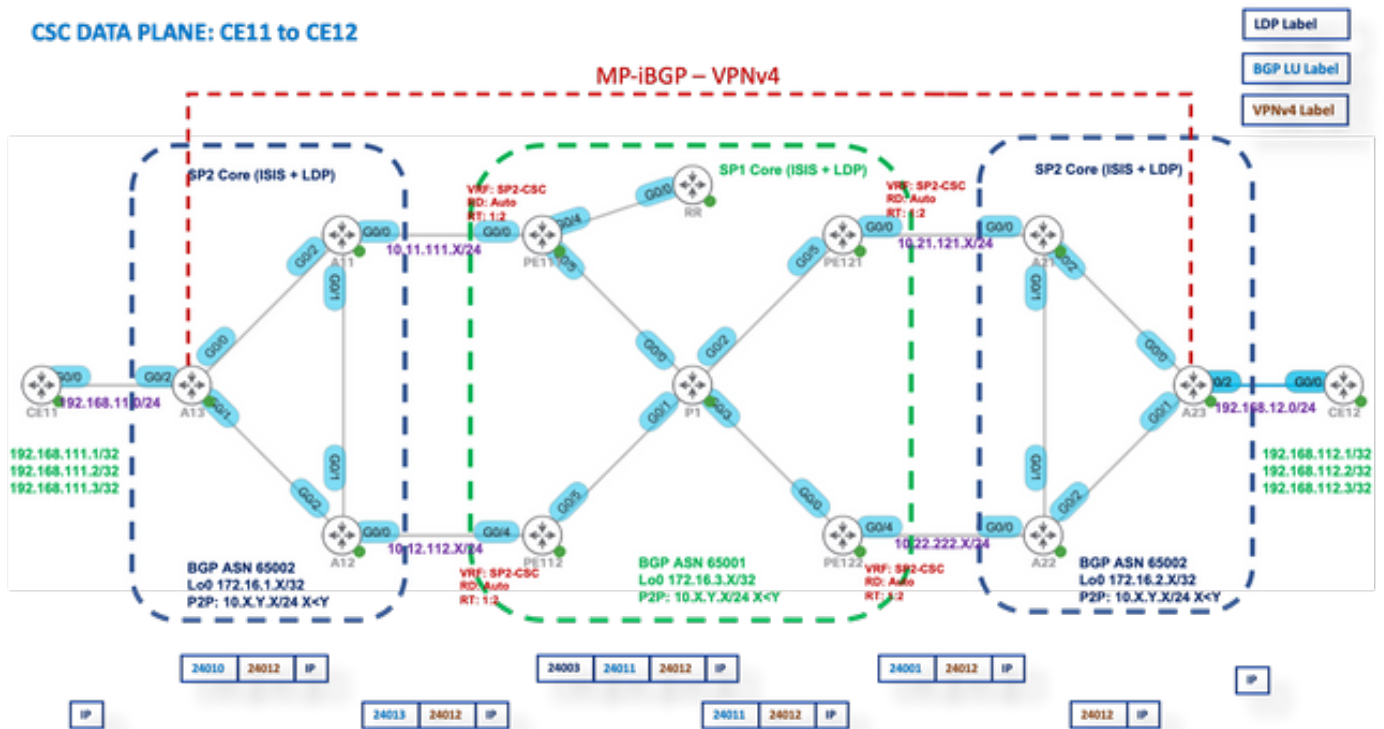 CSC DATA PLANE: CE11 to CE12
LDP Label
BGP LU Label
VPNv4 Label
MP-iBGP – VPNv4
SP2 Core (ISIS + LDP)
SP1 Core (ISIS + LDP)
SP2 Core (ISIS + LDP)
VRF: SP2-CSC
RD: Auto
RT: 1:2
VRF: SP2-CSC
RD: Auto
RT: 1:2
G0/0
RR
G0/4
G0/0
G0/0
10.11.111.X/24
A11
PE111
G0/5
G0/0
G0/0
10.21.121.X/24
PE121
A21
G0/2
G0/2
G0/1
G0/5
G0/1
G0/0
G0/0
G0/2
G0/0
G0/0
G0/2
CE11
192.168.11.0/24
A13
G0/1
P1
G0/1
G0/3
G0/1
A23
G0/2
G0/0
192.168.12.0/24
CE12
192.168.111.1/32
192.168.111.2/32
192.168.111.3/32
192.168.112.1/32
192.168.112.2/32
192.168.112.3/32
G0/1
G0/1
G0/2
G0/5
G0/0
G0/2
G0/0
G0/4
10.12.112.X/24
A12
PE112
G0/4
G0/0
10.22.222.X/24
PE122
A22
VRF: SP2-CSC
RD: Auto
RT: 1:2
VRF: SP2-CSC
RD: Auto
RT: 1:2
BGP ASN 65002
Lo0 172.16.1.X/32
P2P: 10.X.Y.X/24 X<Y
BGP ASN 65001
Lo0 172.16.3.X/32
P2P: 10.X.Y.X/24 X<Y
BGP ASN 65002
Lo0 172.16.2.X/32
P2P: 10.X.Y.X/24 X<Y
24010 24012 IP
24003 24011 24012 IP
24001 24012 IP
IP
IP
24013 24012 IP
24011 24012 IP
24012 IP